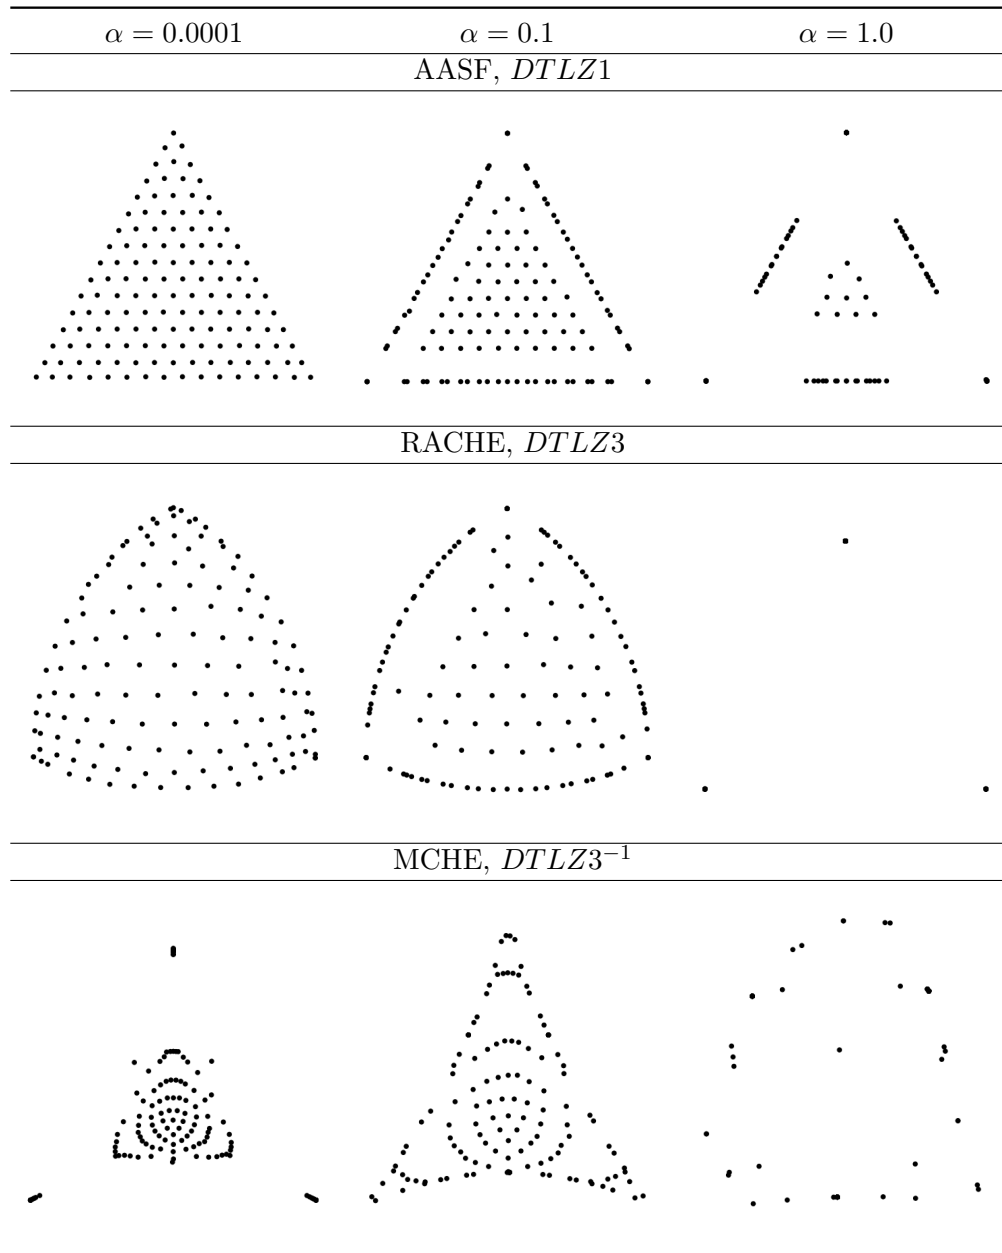 α = 0.0001 α = 0.1 α = 1.0
AASF, DTLZ1
RACHE, DTLZ3
MCHE, DTLZ3⁻¹